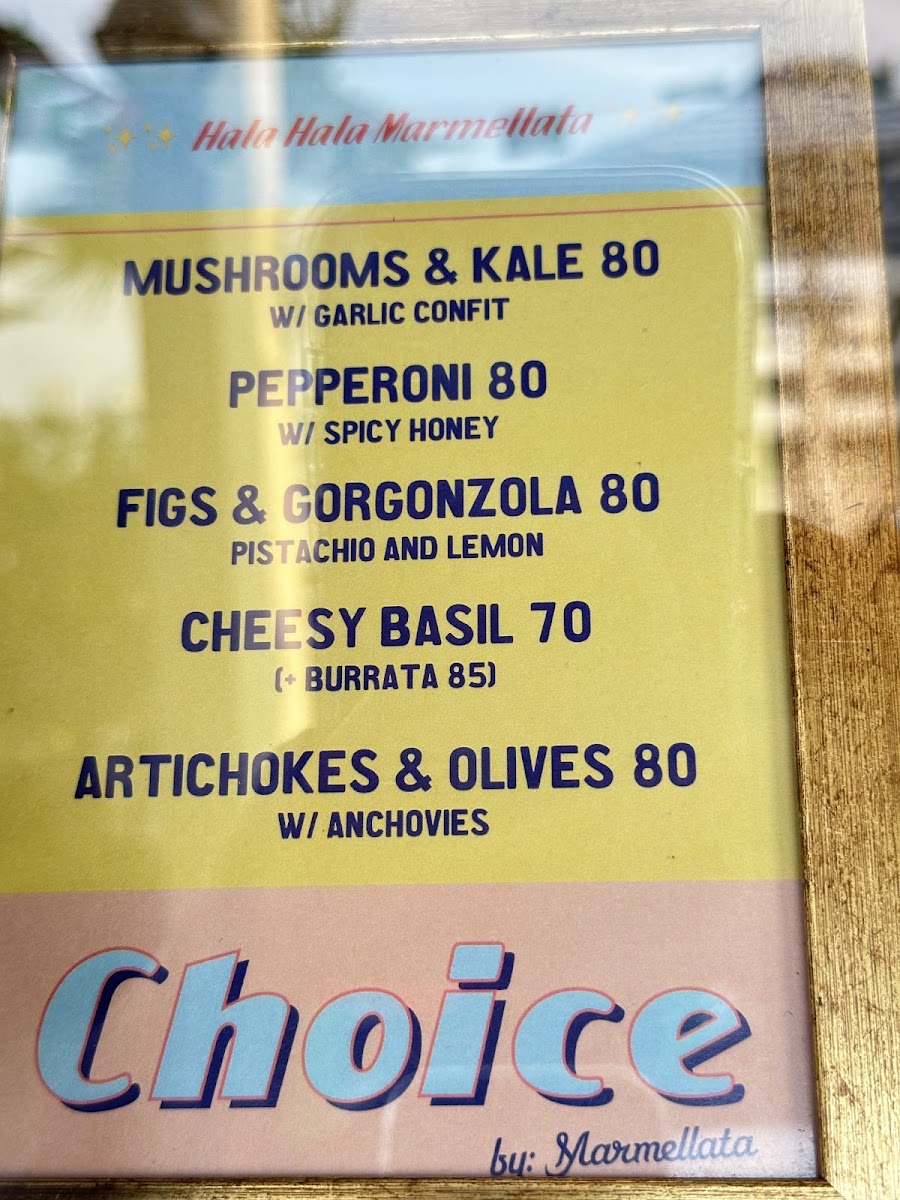 Hala Hala Marmellata
MUSHROOMS & KALE 80
W/ GARLIC CONFIT
PEPPERONI 80
W/ SPICY HONEY
FIGS & GORGONZOLA 80
PISTACHIO AND LEMON
CHEESY BASIL 70
(+ BURRATA 85)
ARTICHOKES & OLIVES 80
W/ ANCHOVIES
Choice
by: Marmellata